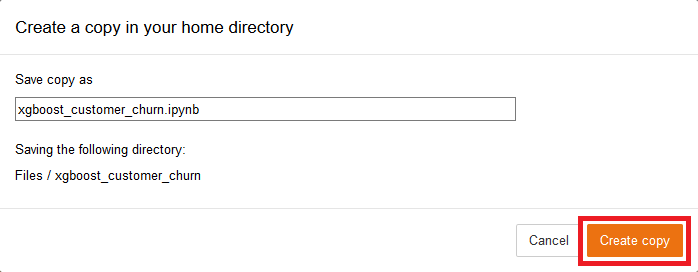 Create a copy in your home directory
Save copy as
xgboost_customer_churn.ipynb
Saving the following directory:
Files / xgboost_customer_churn
Cancel
Create copy